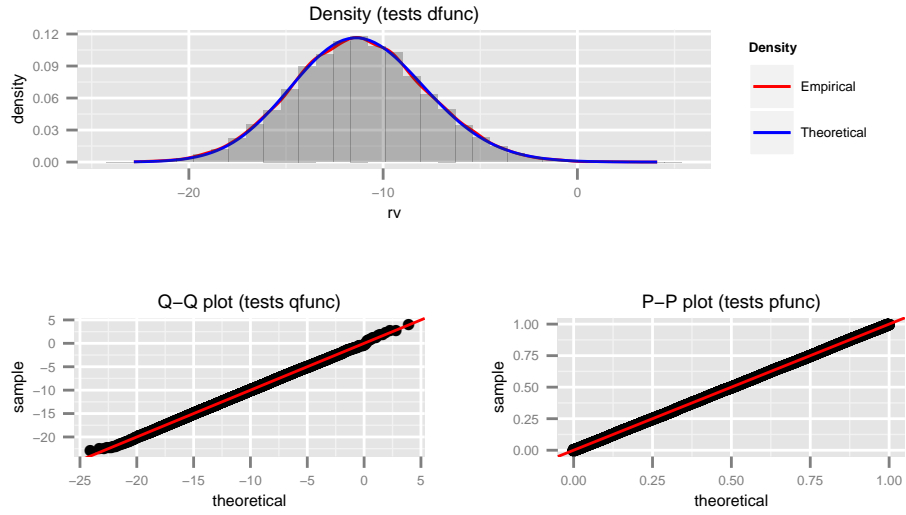 Density (tests dfunc)
0.12
0.09
0.06
0.03
0.00
density
−20
−10
0
rv
Density
Empirical
Theoretical
Q−Q plot (tests qfunc)
5
0
−5
−10
−15
−20
sample
−25
−20
−15
−10
−5
0
5
theoretical
P−P plot (tests pfunc)
1.00
0.75
0.50
0.25
0.00
sample
0.00
0.25
0.50
0.75
1.00
theoretical